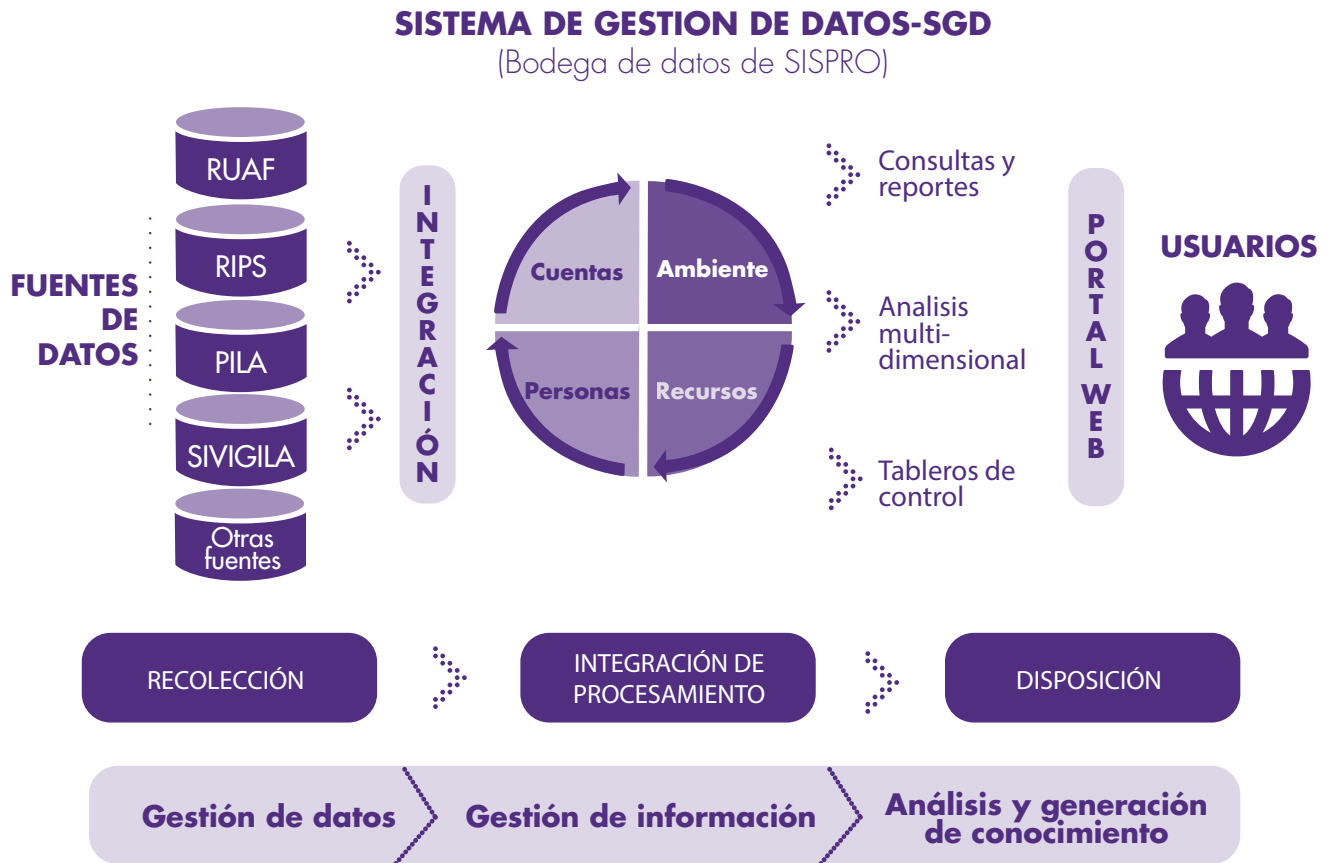 SISTEMA DE GESTION DE DATOS-SGD
(Bodega de datos de SISPRO)
FUENTES
DE
DATOS
RUAF
RIPS
PILA
SIVIGILA
Otras
fuentes
INTEGRACIÓN
Cuentas
Ambiente
Personas
Recursos
Consultas y
reportes
Analisis
multi-
dimensional
Tableros de
control
PORTAL WEB
USUARIOS
RECOLECCIÓN
INTEGRACIÓN DE
PROCESAMIENTO
DISPOSICIÓN
Gestión de datos
Gestión de información
Análisis y generación
de conocimiento